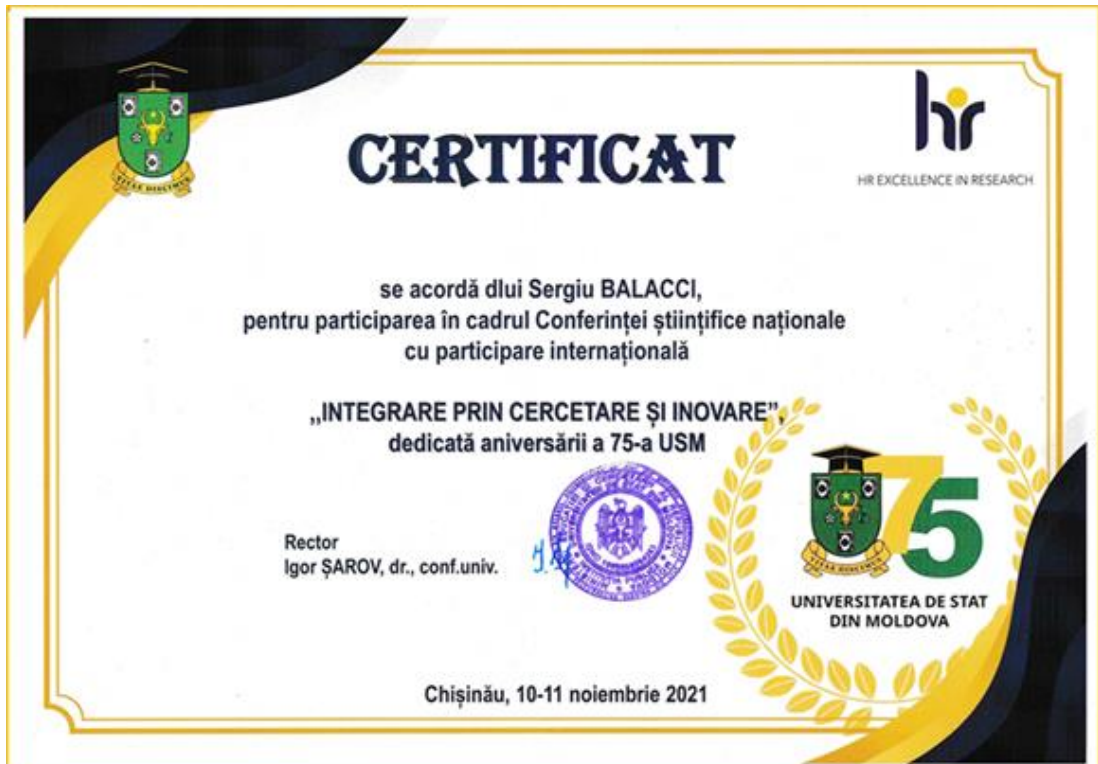 CERTIFICAT
HR EXCELLENCE IN RESEARCH
se acordă dlui Sergiu BALACCI,
pentru participarea în cadrul Conferinței științifice naționale
cu participare internațională
„INTEGRARE PRIN CERCETARE ȘI INOVARE”,
dedicată aniversării a 75-a USM
Rector
Igor ȘAROV, dr., conf.univ.
75
UNIVERSITATEA DE STAT
DIN MOLDOVA
Chișinău, 10-11 noiembrie 2021